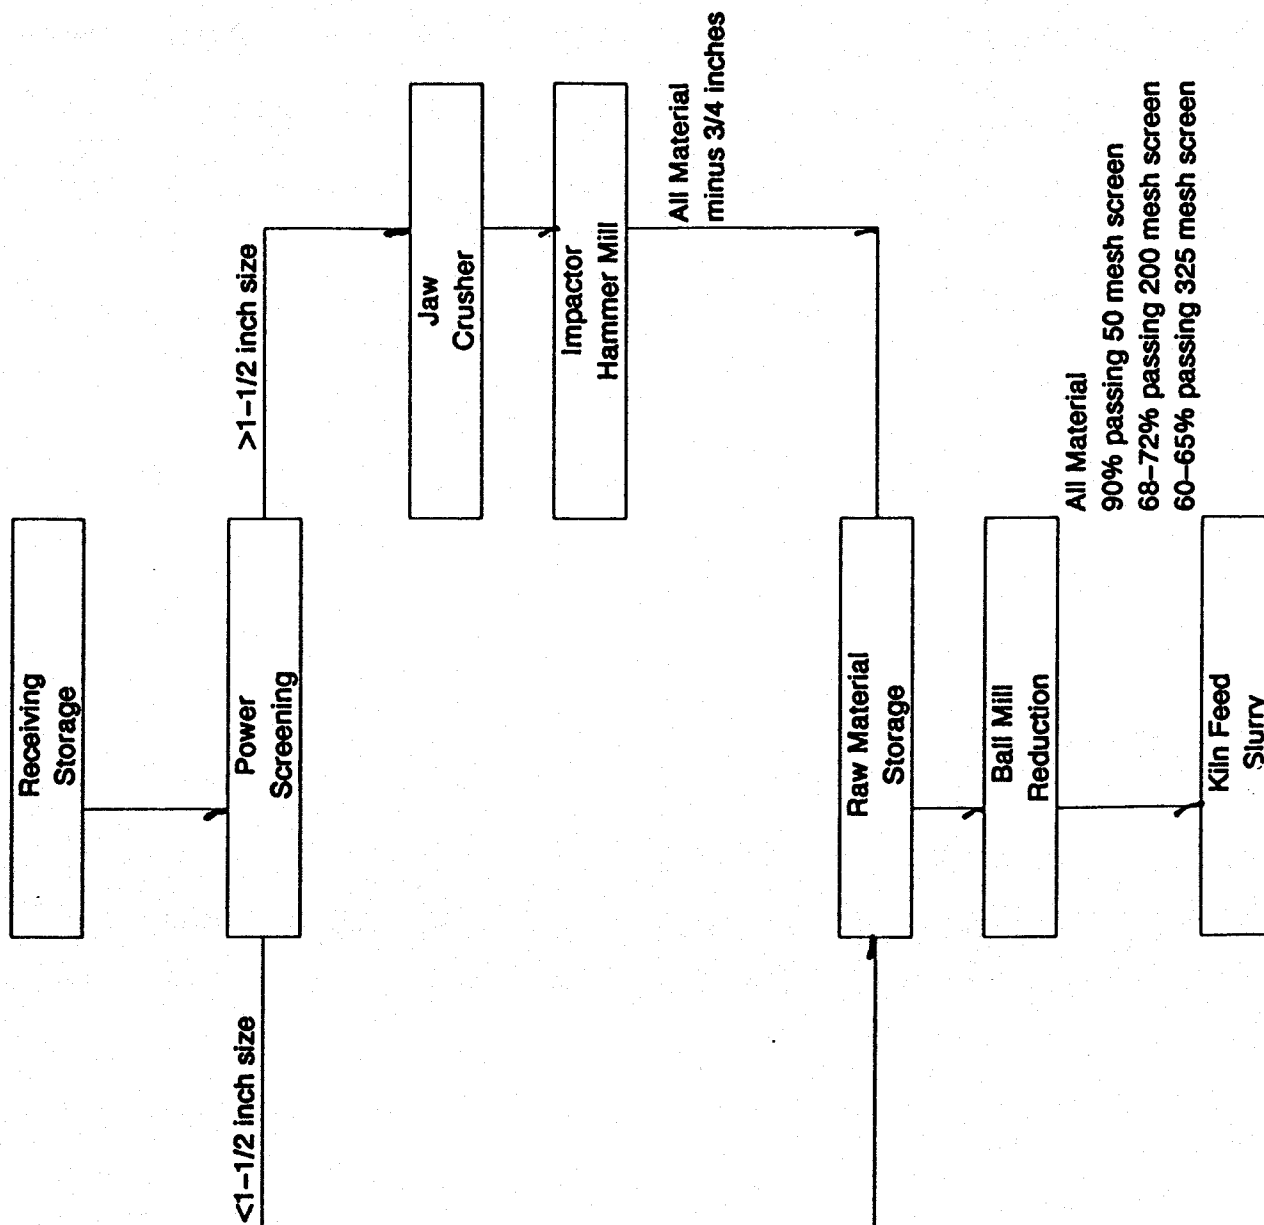 Receiving
Storage
Power
Screening
<1–1/2 inch size
>1–1/2 inch size
Jaw
Crusher
Impactor
Hammer Mill
All Material
minus 3/4 inches
Raw Material
Storage
Ball Mill
Reduction
All Material
90% passing 50 mesh screen
68–72% passing 200 mesh screen
60–65% passing 325 mesh screen
Kiln Feed
Slurry